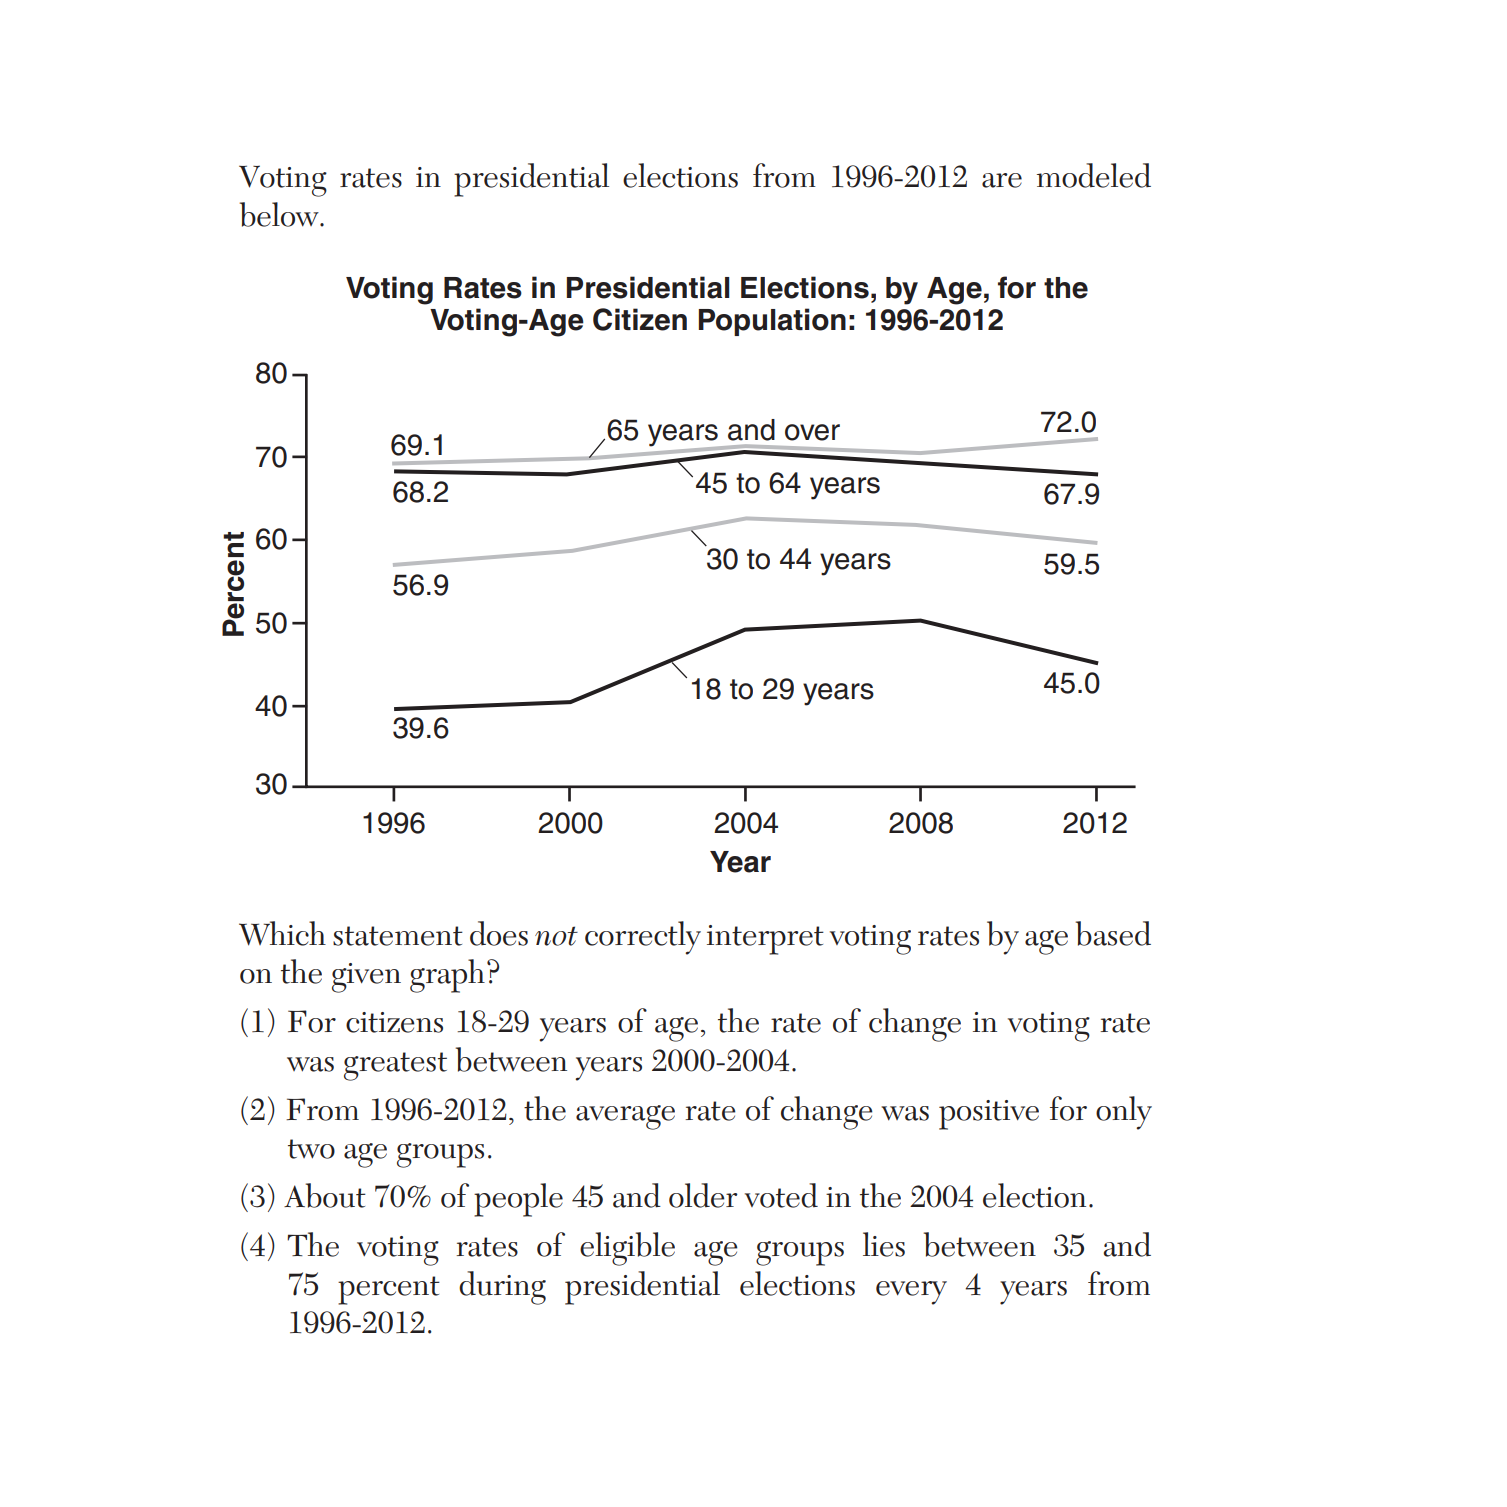 Voting rates in presidential elections from 1996-2012 are modeled
below.
Voting Rates in Presidential Elections, by Age, for the
Voting-Age Citizen Population: 1996-2012
Percent
80
70
60
50
40
30
69.1
65 years and over
72.0
68.2
45 to 64 years
67.9
56.9
30 to 44 years
59.5
39.6
18 to 29 years
45.0
1996 2000 2004 2008 2012
Year
Which statement does not correctly interpret voting rates by age based
on the given graph?
(1) For citizens 18-29 years of age, the rate of change in voting rate
was greatest between years 2000-2004.
(2) From 1996-2012, the average rate of change was positive for only
two age groups.
(3) About 70% of people 45 and older voted in the 2004 election.
(4) The voting rates of eligible age groups lies between 35 and
75 percent during presidential elections every 4 years from
1996-2012.